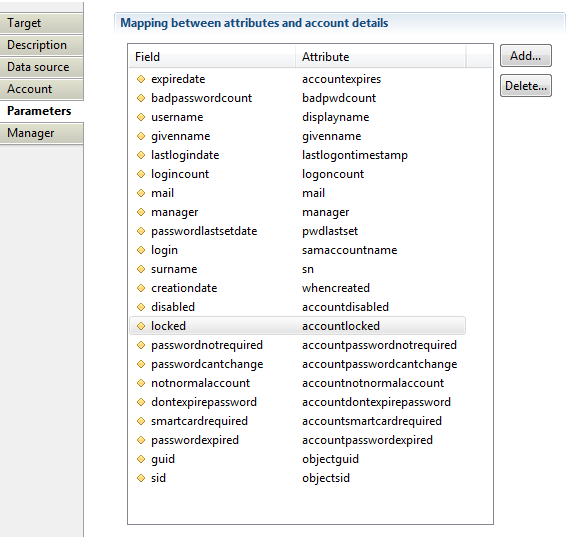 Target
Description
Data source
Account
Parameters
Manager
Mapping between attributes and account details
Field Attribute
expiredate accountexpires
badpasswordcount badpwdcount
username displayname
givenname givenname
lastlogindate lastlogontimestamp
logincount logoncount
mail mail
manager manager
passwordlastsetdate pwdlastset
login samaccountname
surname sn
creationdate whencreated
disabled accountdisabled
locked accountlocked
passwordnotrequired accountpasswordnotrequired
passwordcantchange accountpasswordcantchange
notnormalaccount accountnotnormalaccount
dontexpirepassword accountdontexpirepassword
smartcardrequired accountsmartcardrequired
passwordexpired accountpasswordexpired
guid objectguid
sid objectsid
Add...
Delete...